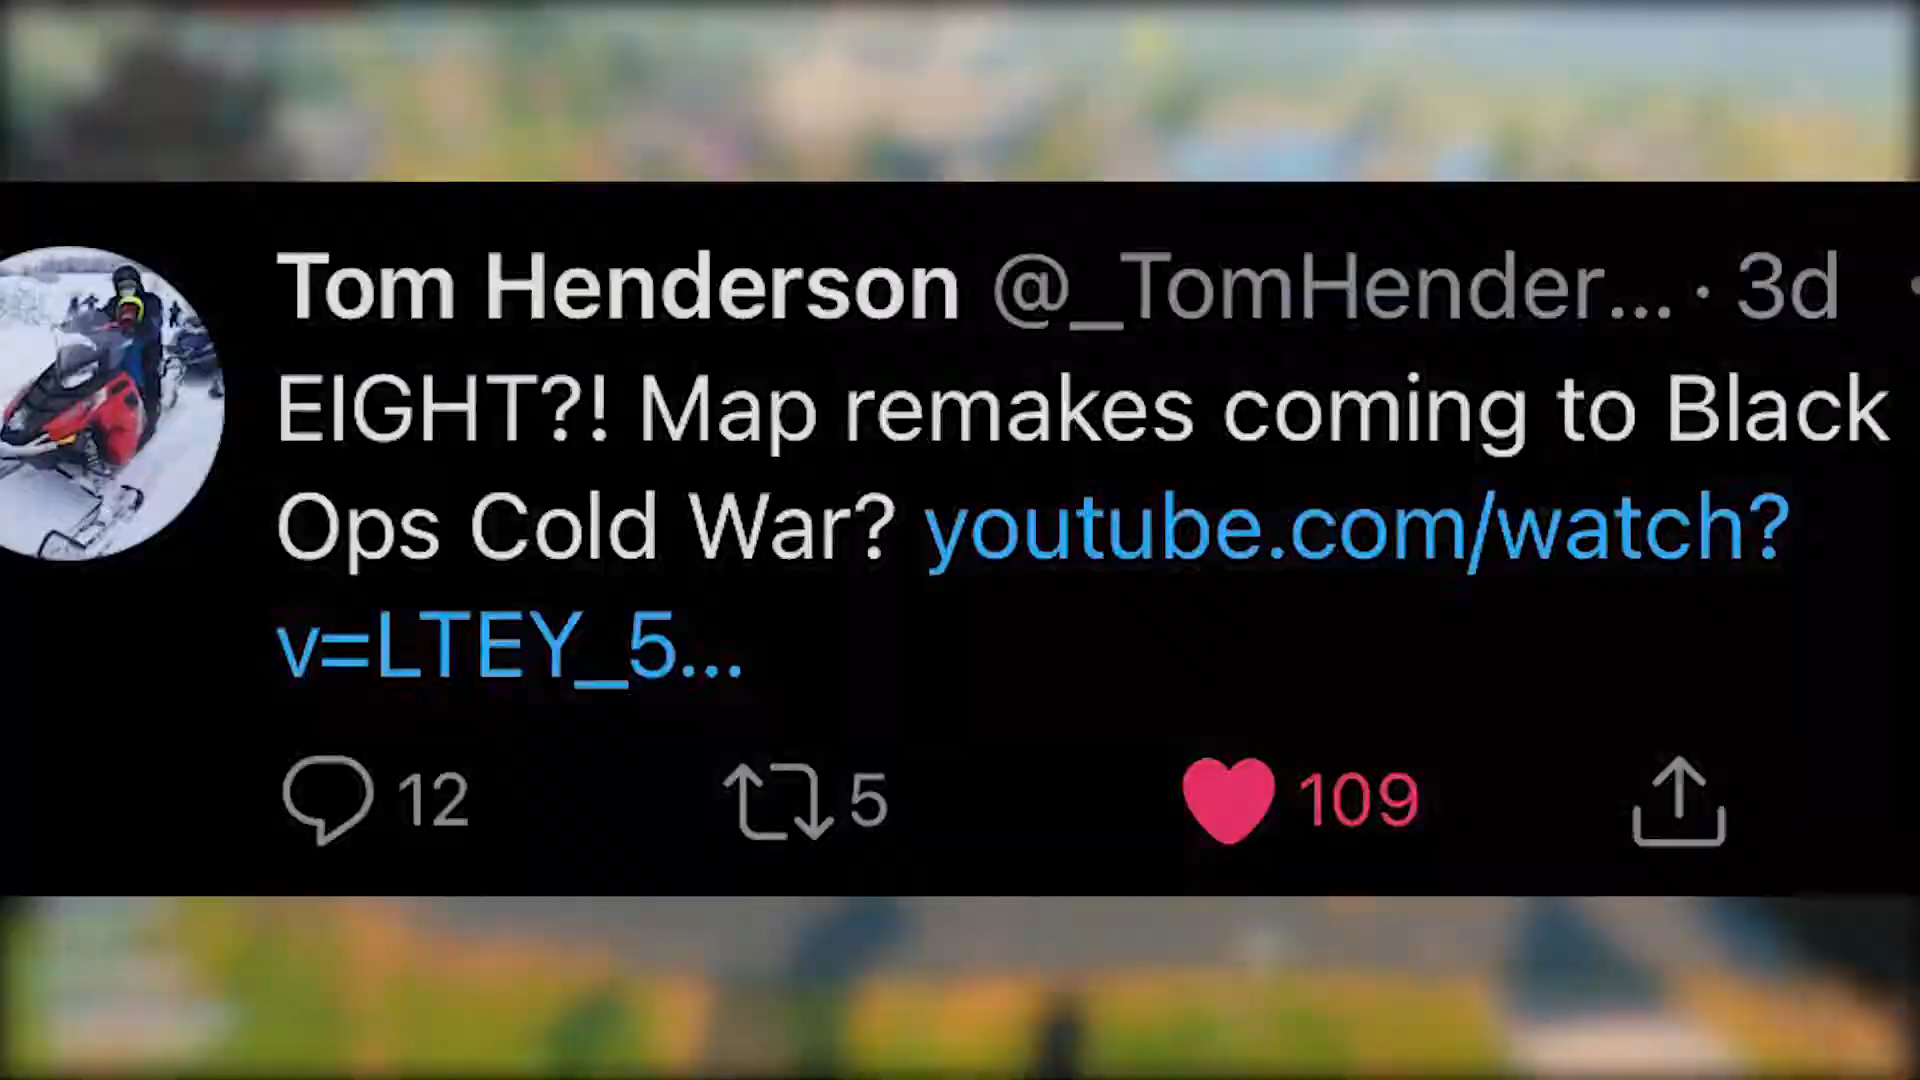 Tom Henderson @_TomHender... · 3d
EIGHT?! Map remakes coming to Black
Ops Cold War? youtube.com/watch?
v=LTEY_5...
12 5 109